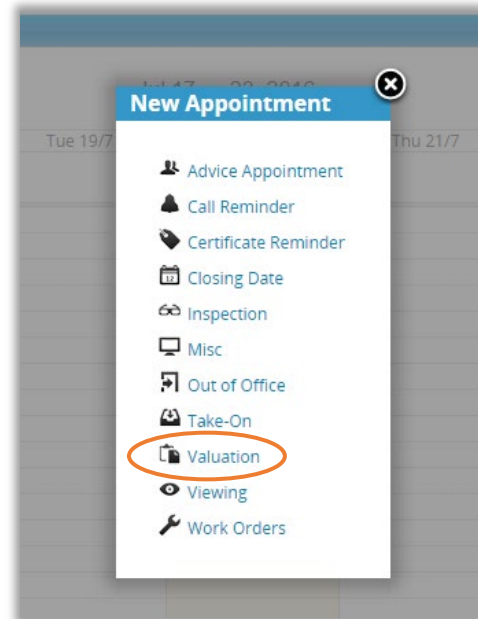 New Appointment
Tue 19/7
Thu 21/7
Advice Appointment
Call Reminder
Certificate Reminder
Closing Date
Inspection
Misc
Out of Office
Take-On
Valuation
Viewing
Work Orders